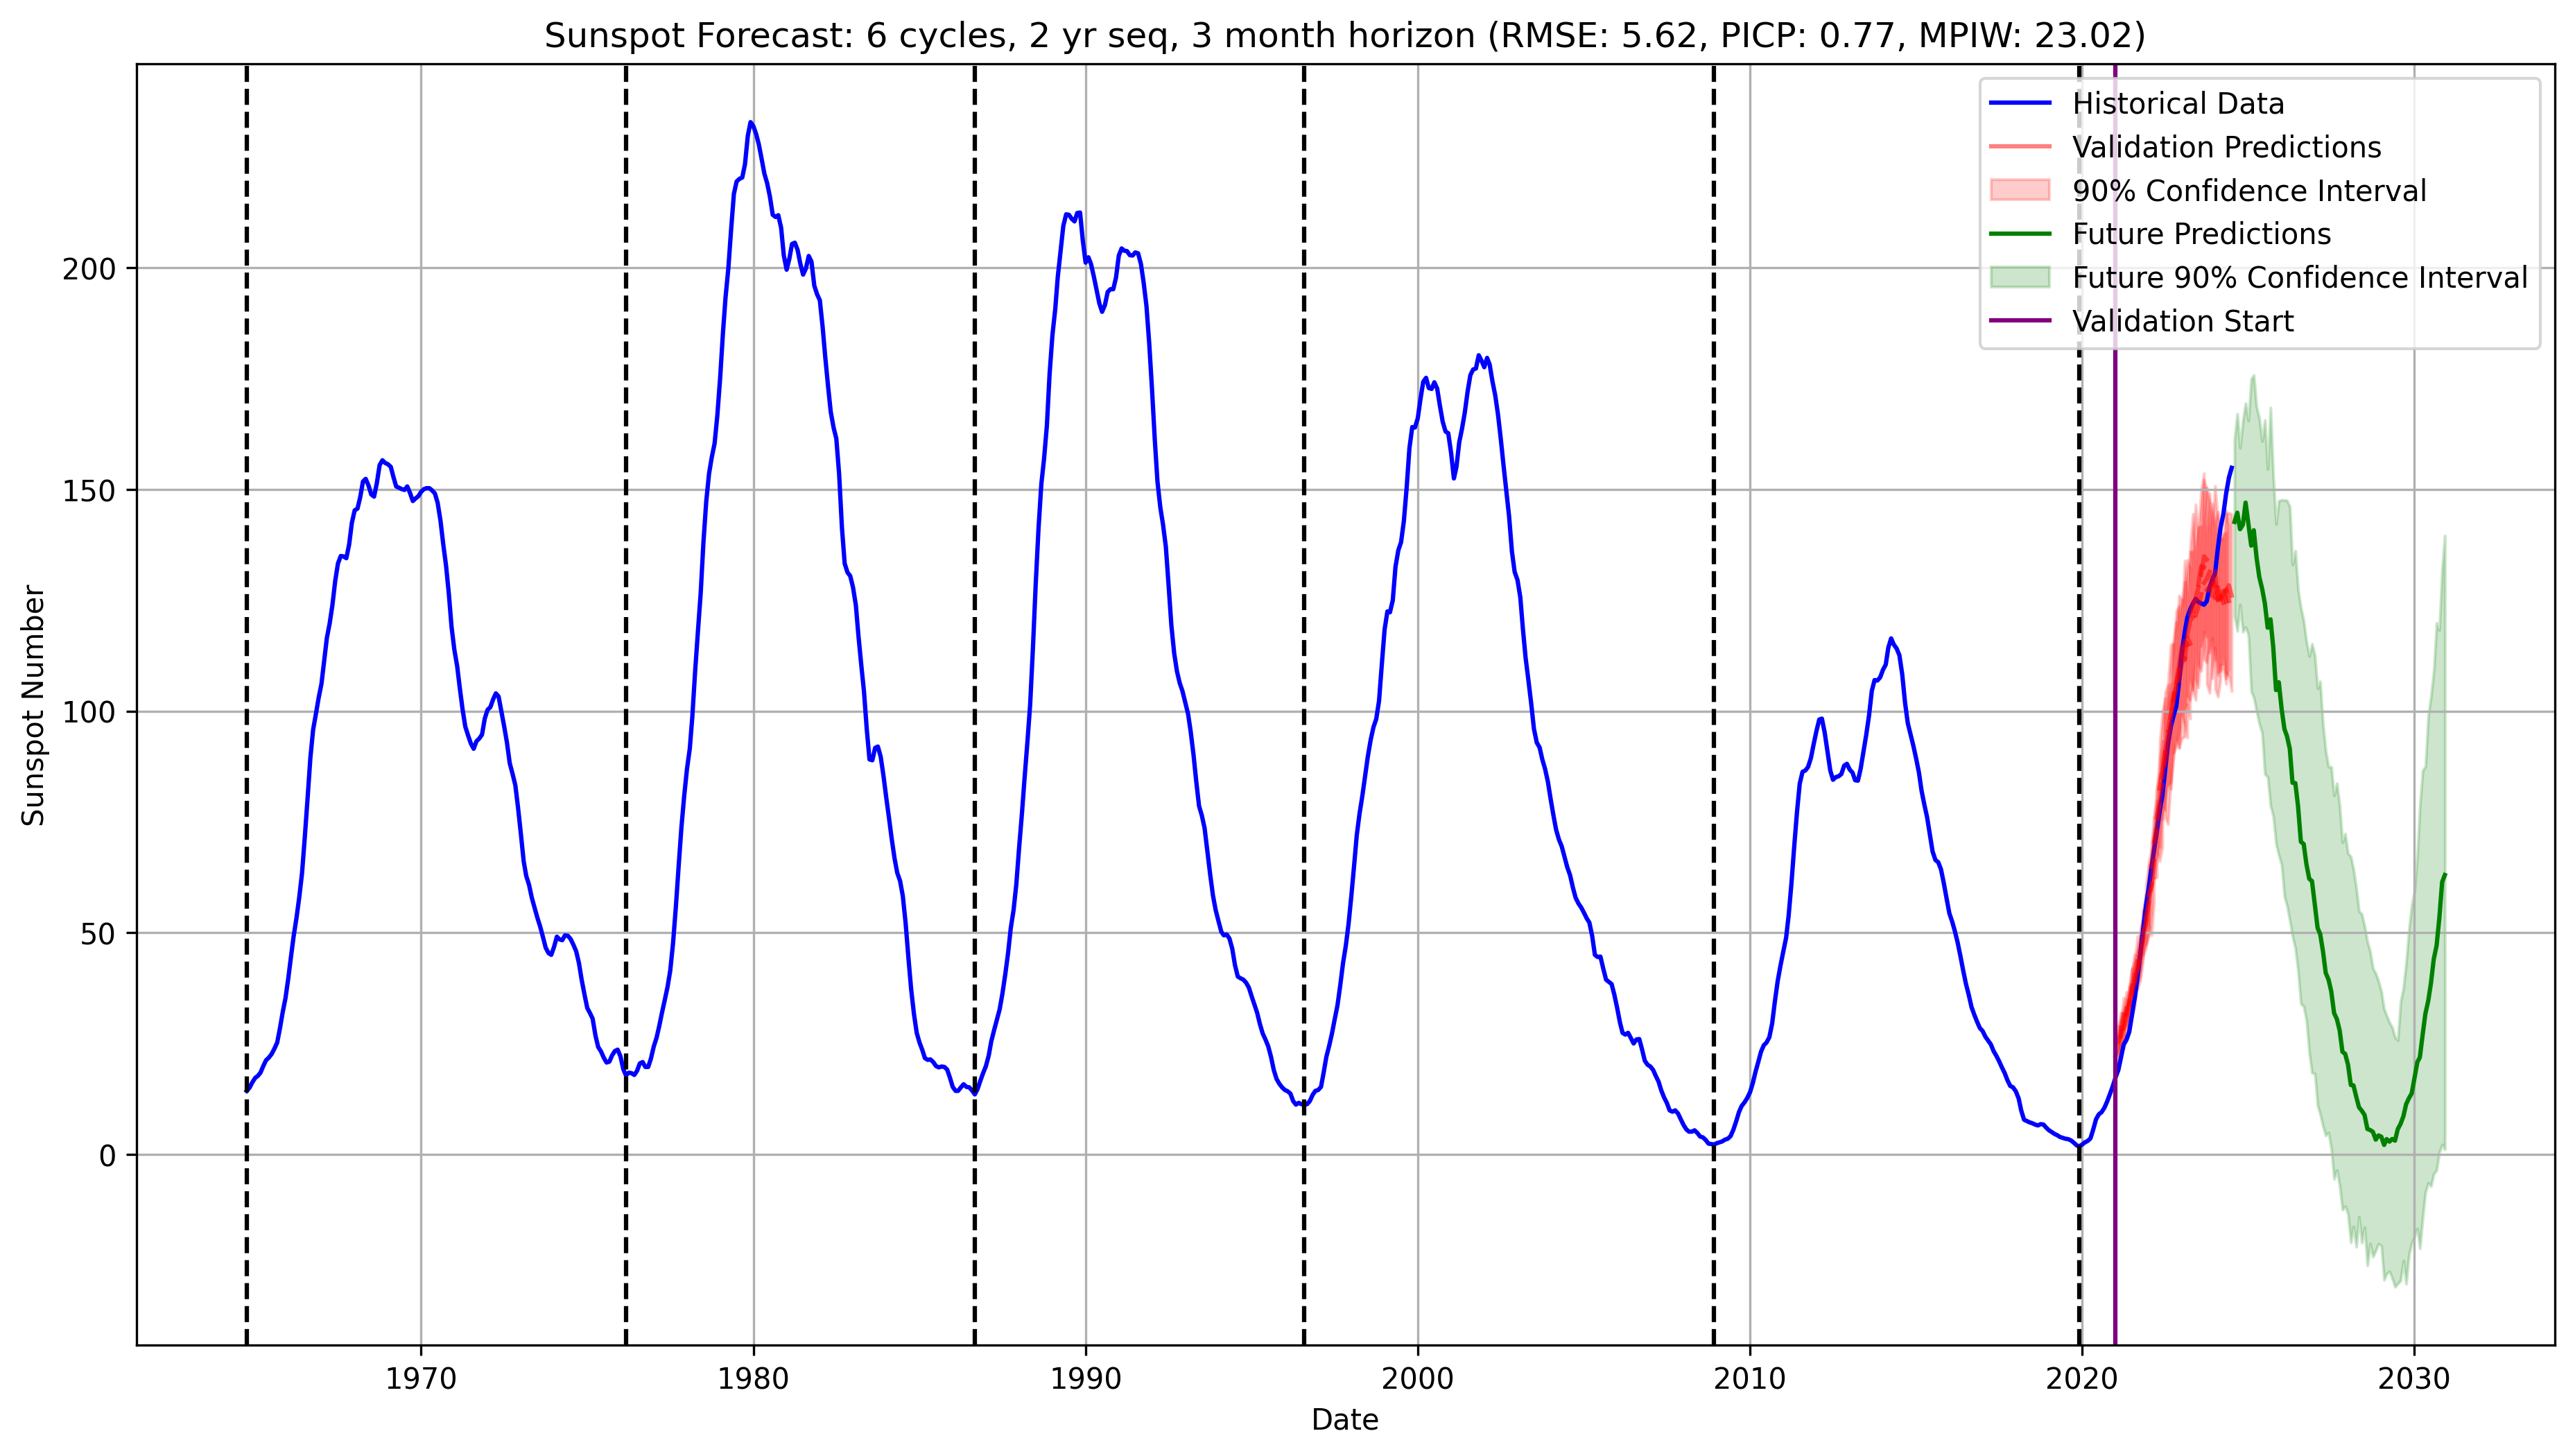 Sunspot Forecast: 6 cycles, 2 yr seq, 3 month horizon (RMSE: 5.62, PICP: 0.77, MPIW: 23.02)
Historical Data
Validation Predictions
90% Confidence Interval
Future Predictions
Future 90% Confidence Interval
Validation Start
Sunspot Number
200
150
100
50
0
1970
1980
1990
2000
2010
2020
2030
Date